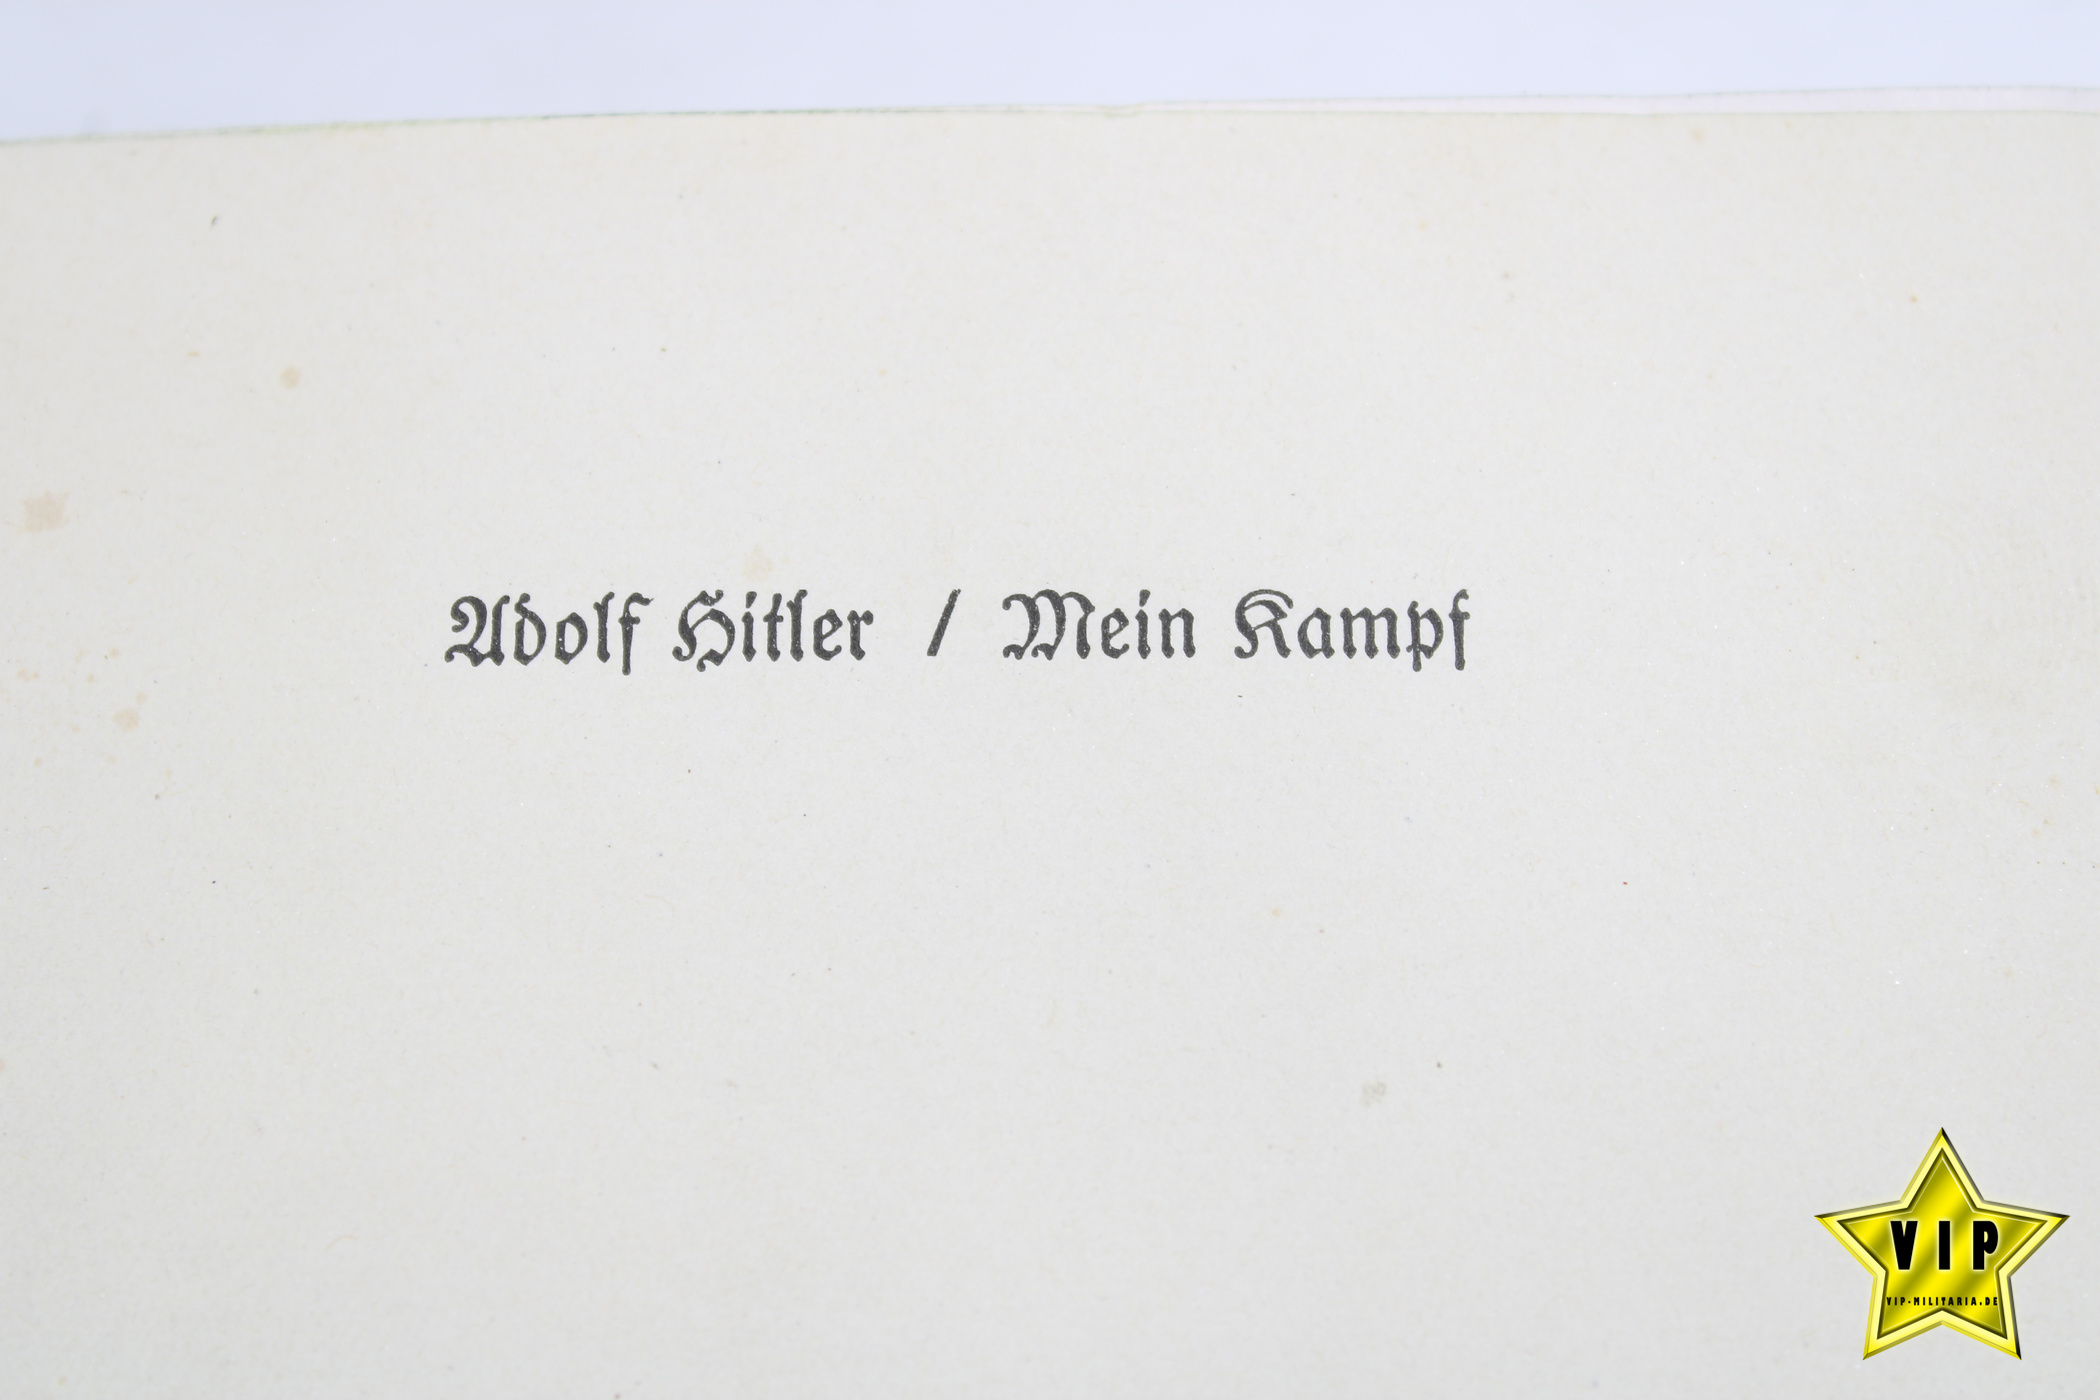 Adolf Hitler / Mein Kampf
VIP
VIP-MILITARIA.DE